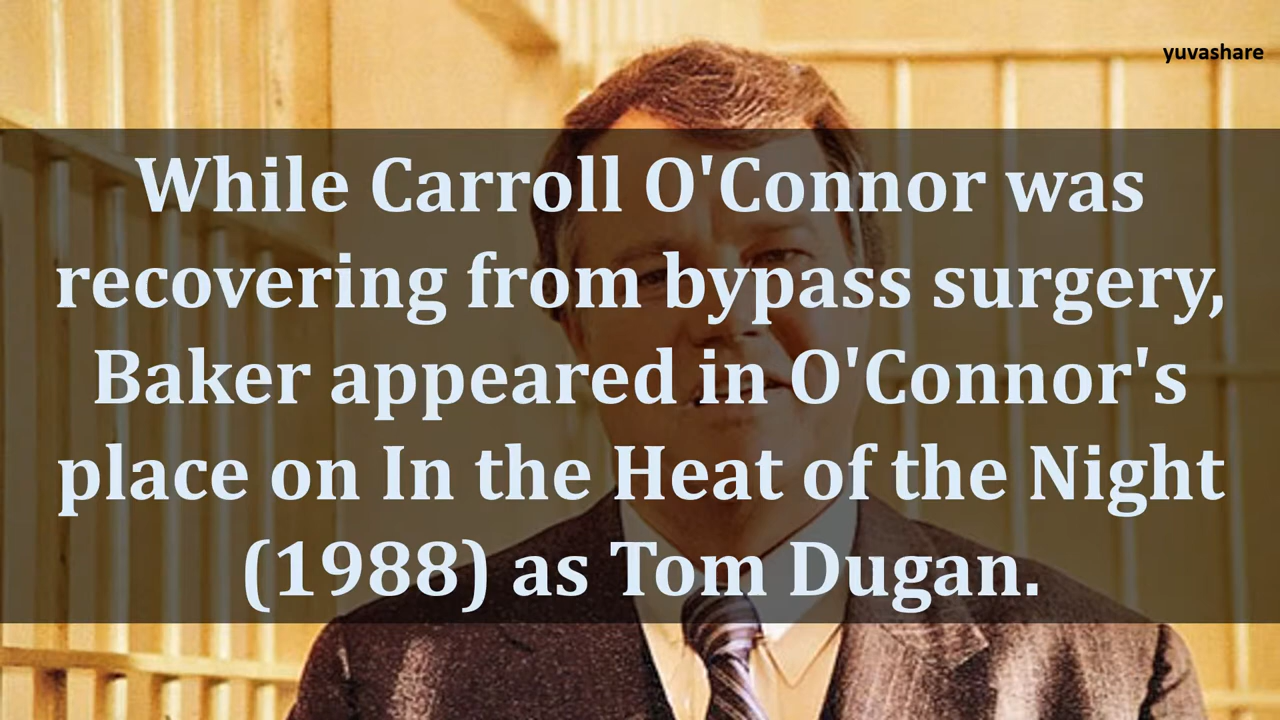 yuvashare
While Carroll O'Connor was
recovering from bypass surgery,
Baker appeared in O'Connor's
place on In the Heat of the Night
(1988) as Tom Dugan.